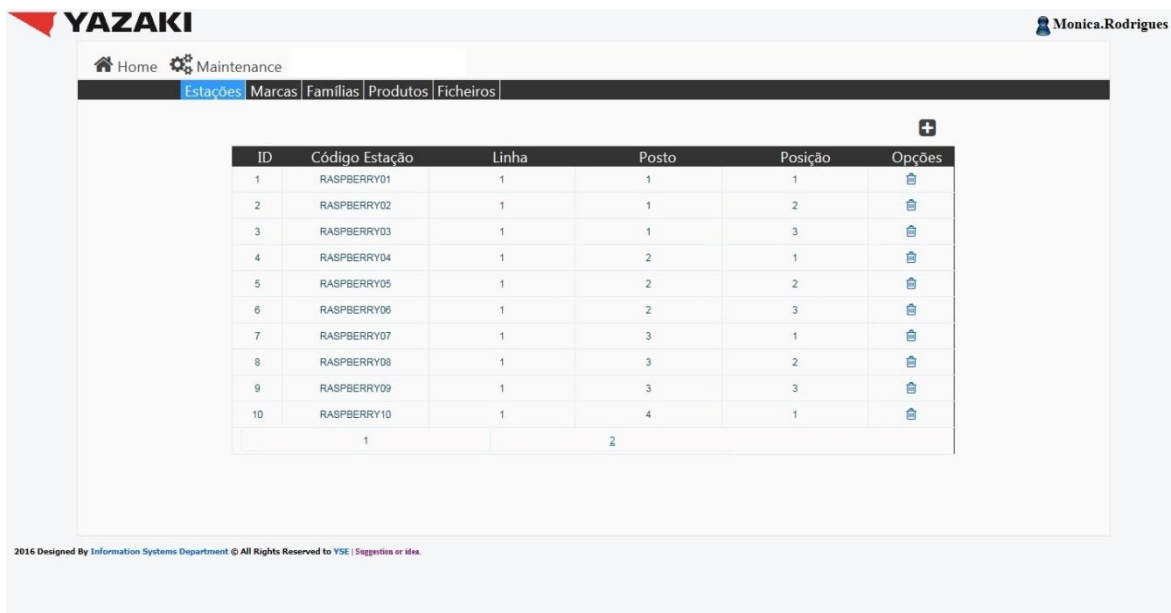 YAZAKI
Monica.Rodrigues
Home Maintenance
Estações Marcas Famílias Produtos Ficheiros
ID Código Estação Linha Posto Posição Opções
1 RASPBERRY01 1 1 1
2 RASPBERRY02 1 1 2
3 RASPBERRY03 1 1 3
4 RASPBERRY04 1 2 1
5 RASPBERRY05 1 2 2
6 RASPBERRY06 1 2 3
7 RASPBERRY07 1 3 1
8 RASPBERRY08 1 3 2
9 RASPBERRY09 1 3 3
10 RASPBERRY10 1 4 1
1 2
2016 Designed By Information Systems Department © All Rights Reserved to YSE | Suggestion or idea.